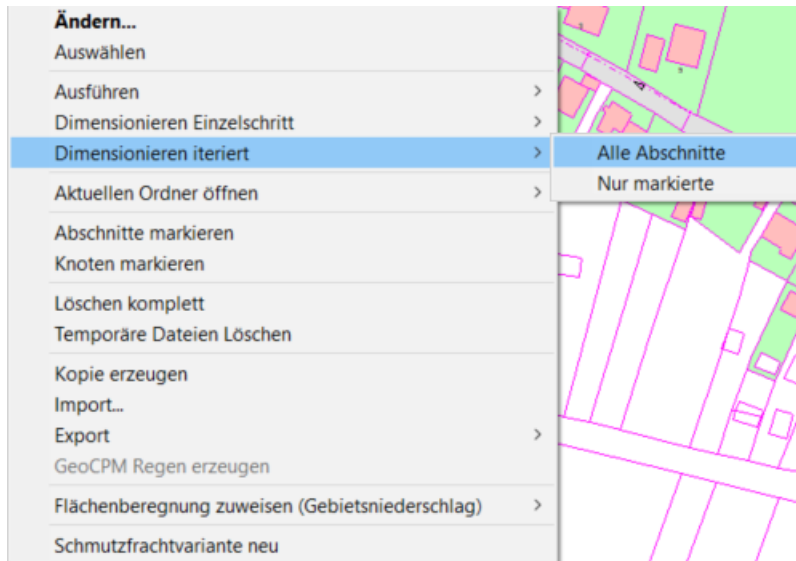 Ändern...
Auswählen
Ausführen
Dimensionieren Einzelschritt
Dimensionieren iteriert
Alle Abschnitte
Nur markierte
Aktuellen Ordner öffnen
Abschnitte markieren
Knoten markieren
Löschen komplett
Temporäre Dateien Löschen
Kopie erzeugen
Import...
Export
GeoCPM Regen erzeugen
Flächenberegnung zuweisen (Gebietsniederschlag)
Schmutzfrachtvariante neu